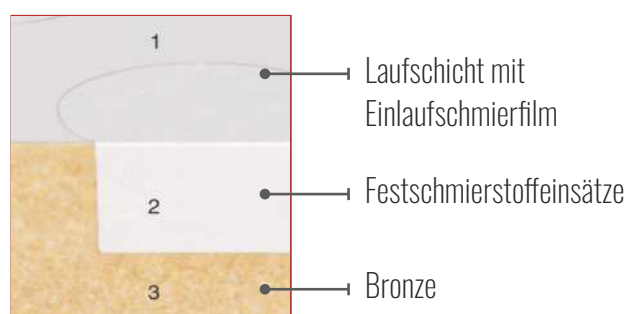 1
Laufschicht mit
Einlaufschmierfilm
2
Festschmierstoffeinsätze
3
Bronze